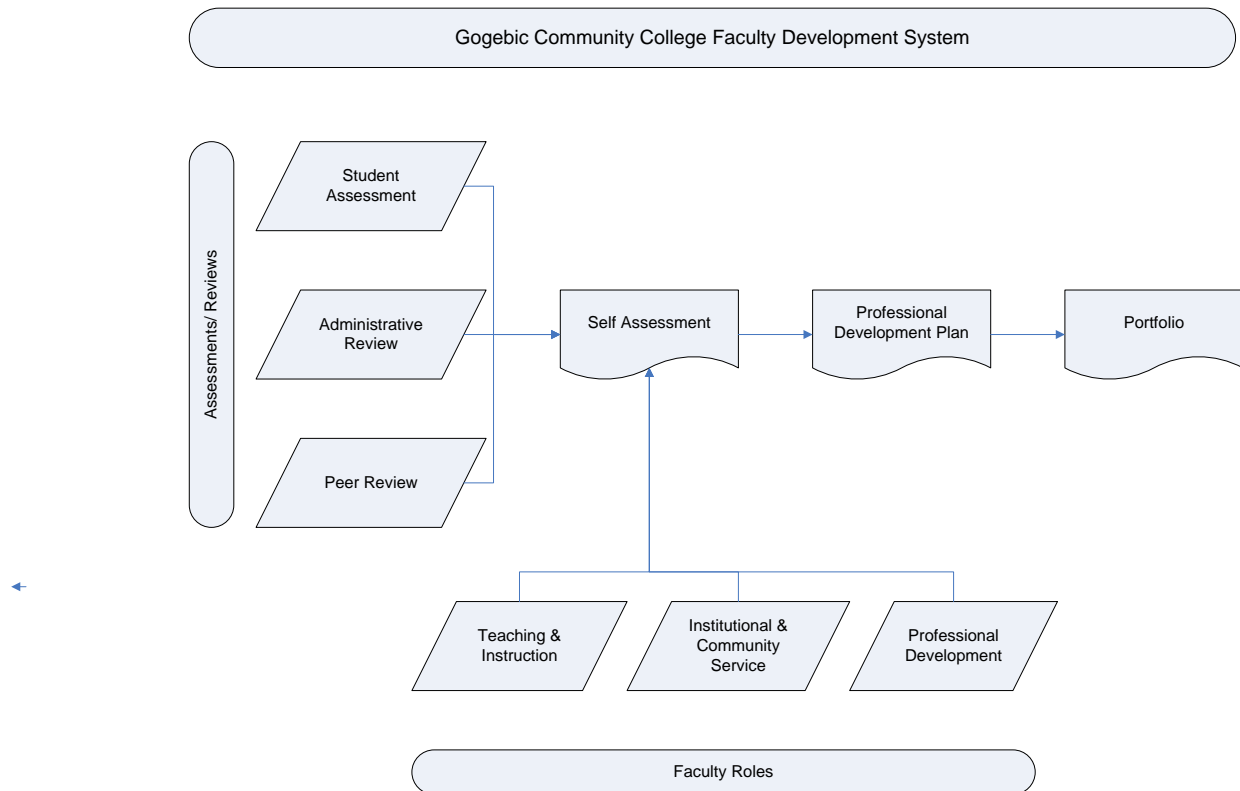 Gogebic Community College Faculty Development System
Student
Assessment
Assessments/ Reviews
Administrative
Review
Self Assessment
Professional
Development Plan
Portfolio
Peer Review
Teaching &
Instruction
Institutional &
Community
Service
Professional
Development
Faculty Roles